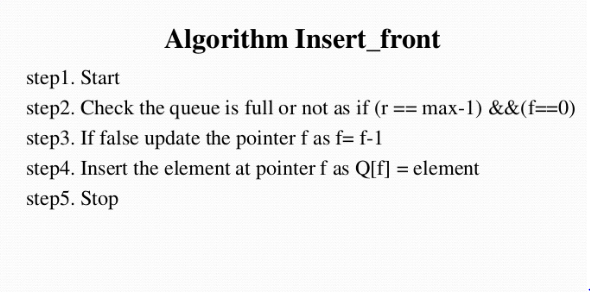 Algorithm Insert_front
step1. Start
step2. Check the queue is full or not as if (r == max-1) &&(f==0)
step3. If false update the pointer f as f= f-1
step4. Insert the element at pointer f as Q[f] = element
step5. Stop